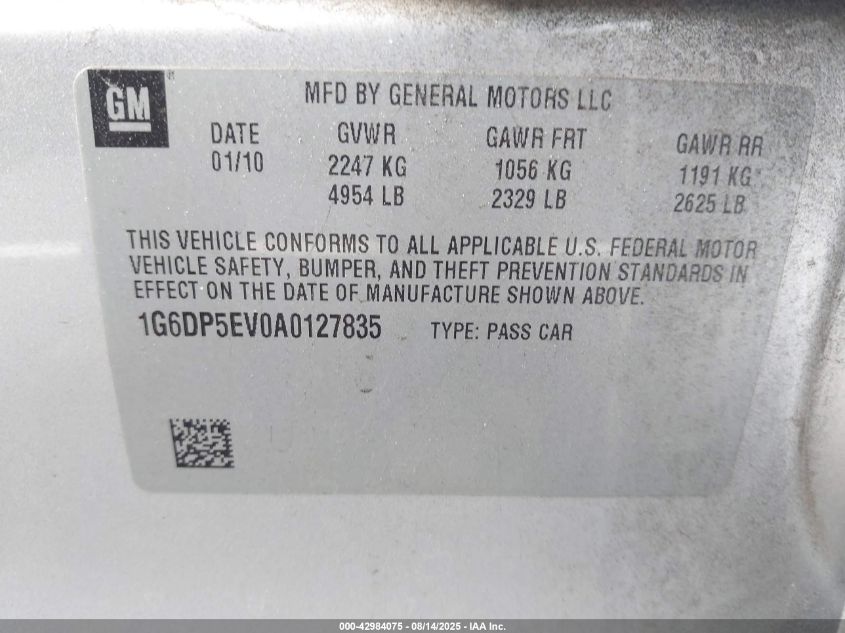 GM
MFD BY GENERAL MOTORS LLC
DATE GVWR GAWR FRT GAWR RR
01/10 2247 KG 1056 KG 1191 KG
4954 LB 2329 LB 2625 LB
THIS VEHICLE CONFORMS TO ALL APPLICABLE U.S. FEDERAL MOTOR
VEHICLE SAFETY, BUMPER, AND THEFT PREVENTION STANDARDS IN
EFFECT ON THE DATE OF MANUFACTURE SHOWN ABOVE.
1G6DP5EV0A0127835 TYPE: PASS CAR
000-42984075 - 08/14/2025 - IAA Inc.